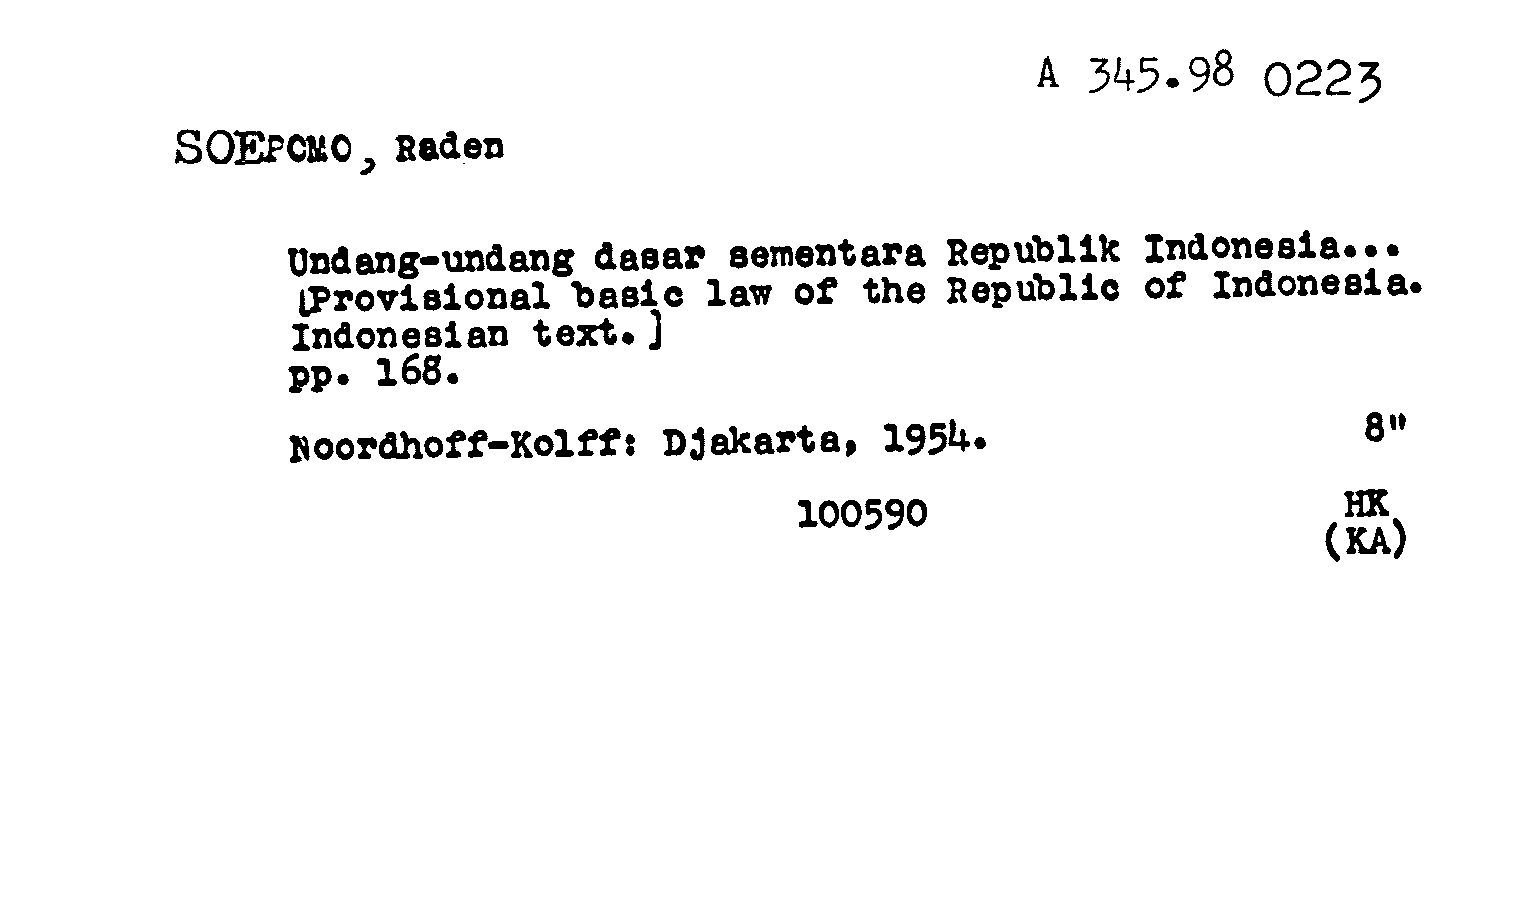 A 345.98 0223
SOEPOMO, Raden
Undang-undang dasar sementara Republik Indonesia...
[Provisional basic law of the Republic of Indonesia.
Indonesian text.]
pp. 168.
Noordhoff-Kolff: Djakarta, 1954. 8"
100590 HK
(KA)